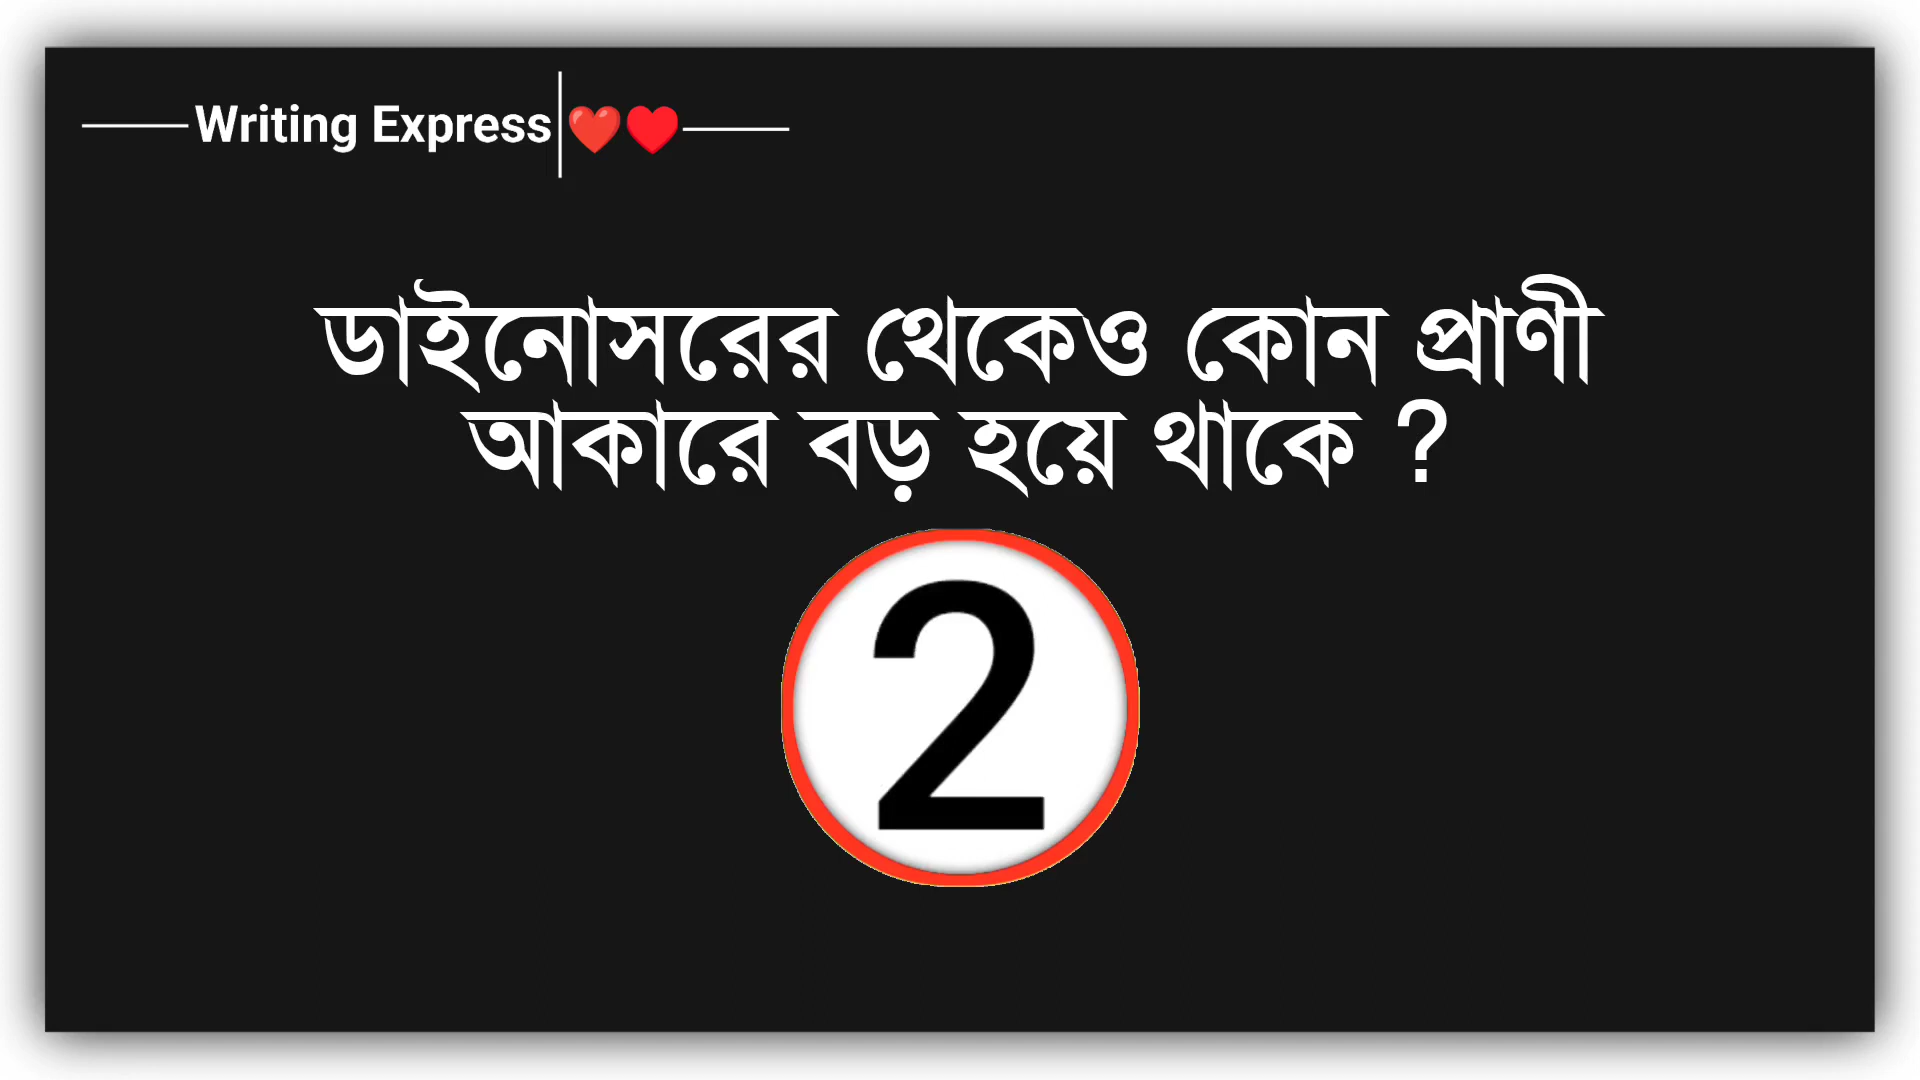 Writing Express
ডাইনোসরের থেকেও কোন প্রাণী
আকারে বড় হয়ে থাকে ?
2